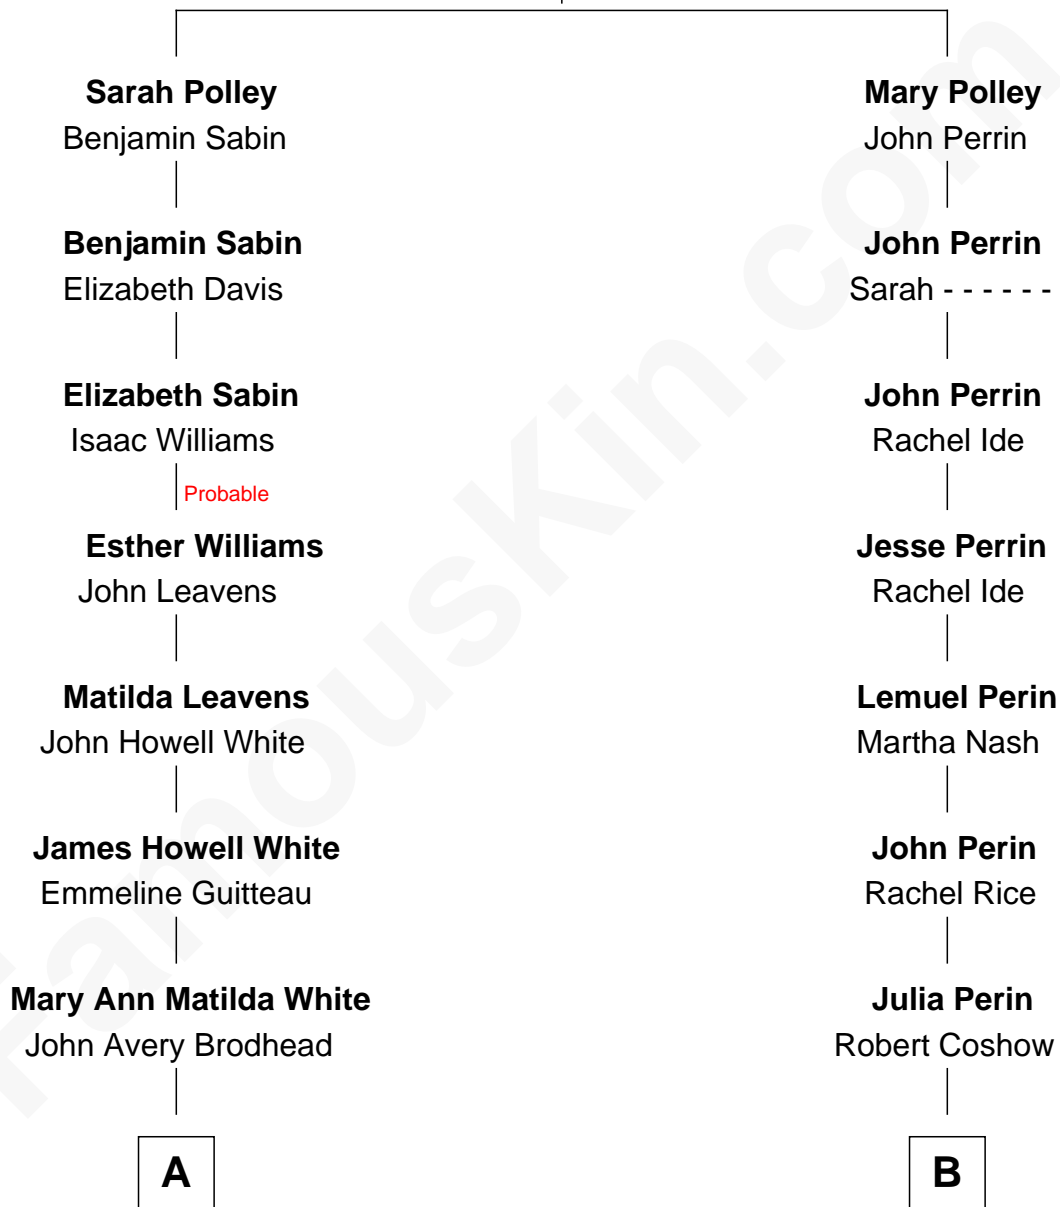 Sarah Polley
Benjamin Sabin
Benjamin Sabin
Elizabeth Davis
Elizabeth Sabin
Isaac Williams
Probable
Esther Williams
John Leavens
Matilda Leavens
John Howell White
James Howell White
Emmeline Guitteau
Mary Ann Matilda White
John Avery Brodhead
A
Mary Polley
John Perrin
John Perrin
Sarah - - - - - -
John Perrin
Rachel Ide
Jesse Perrin
Rachel Ide
Lemuel Perin
Martha Nash
John Perin
Rachel Rice
Julia Perin
Robert Coshow
B
FamousKin.com